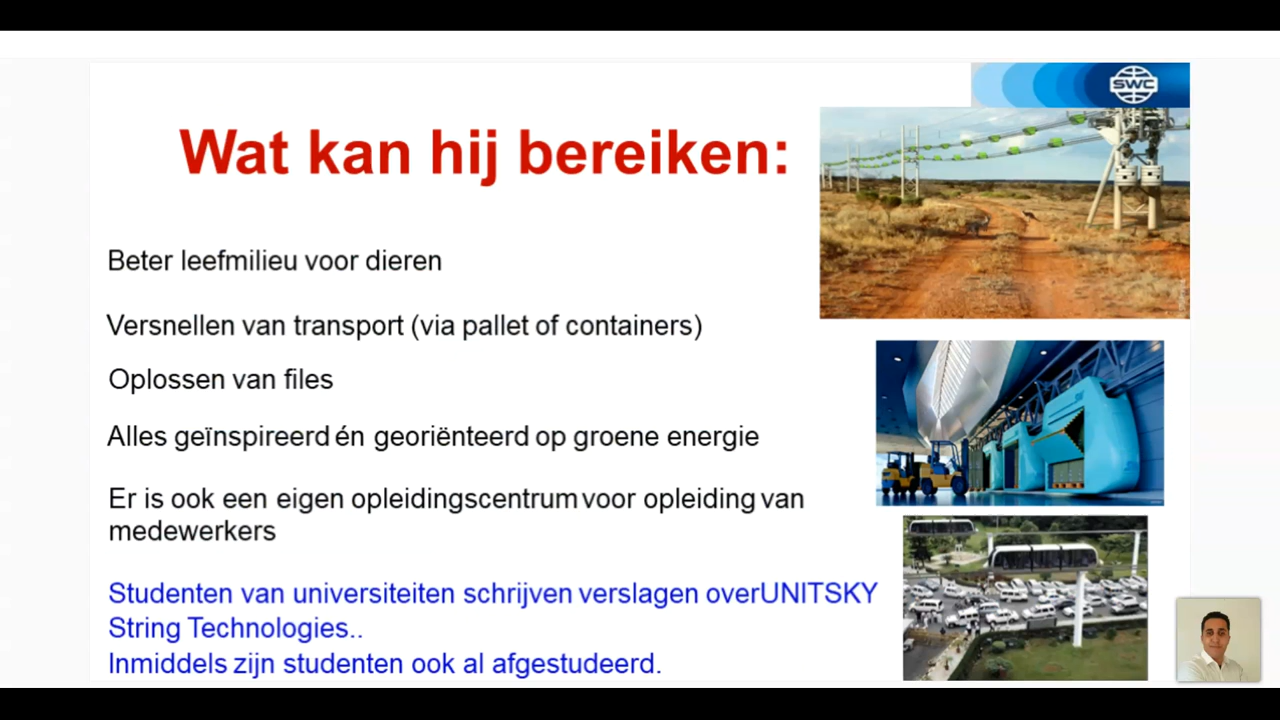 SWC
Wat kan hij bereiken:
Beter leefmilieu voor dieren
Versnellen van transport (via pallet of containers)
Oplossen van files
Alles geïnspireerd én georiënteerd op groene energie
Er is ook een eigen opleidingscentrum voor opleiding van
medewerkers
Studenten van universiteiten schrijven verslagen overUNITSKY
String Technologies..
Inmiddels zijn studenten ook al afgestudeerd.